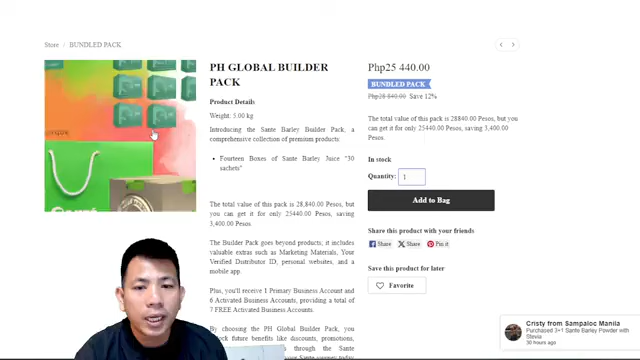 Store / BUNDLED PACK
PH GLOBAL BUILDER
PACK
Product Details
Weight: 5.00 kg
Introducing the Sante Barley Builder Pack, a
comprehensive collection of premium products:
• Fourteen Boxes of Sante Barley Juice "30
sachets"
The total value of this pack is 28,840.00 Pesos, but
you can get it for only 25440.00 Pesos, saving
3,400.00 Pesos
The Builder Pack goes beyond products; it includes
valuable extras such as Marketing Materials, Your
Verified Distributor ID, personal websites, and a
mobile app.
Plus, you'll receive 1 Primary Business Account and
6 Activated Business Accounts, providing a total of
7 FREE Activated Business Accounts.
By choosing the PH Global Builder Pack, you
future benefits like discounts, promotions,
through the Sante
Php25 440.00
BUNDLED PACK
Save 12%
The total value of this pack is 28840.00 Pesos, but you
can get it for only 25440.00 Pesos, saving 3,400.00
Pesos.
In stock
Quantity: 1
Add to Bag
Share this product with your friends
Share Share Pin it
Save this product for later
Favorite
Cristy from Sampaloc Manila
Purchased 3+1 Sante Barley Powder with
Stevia
30 hours ago